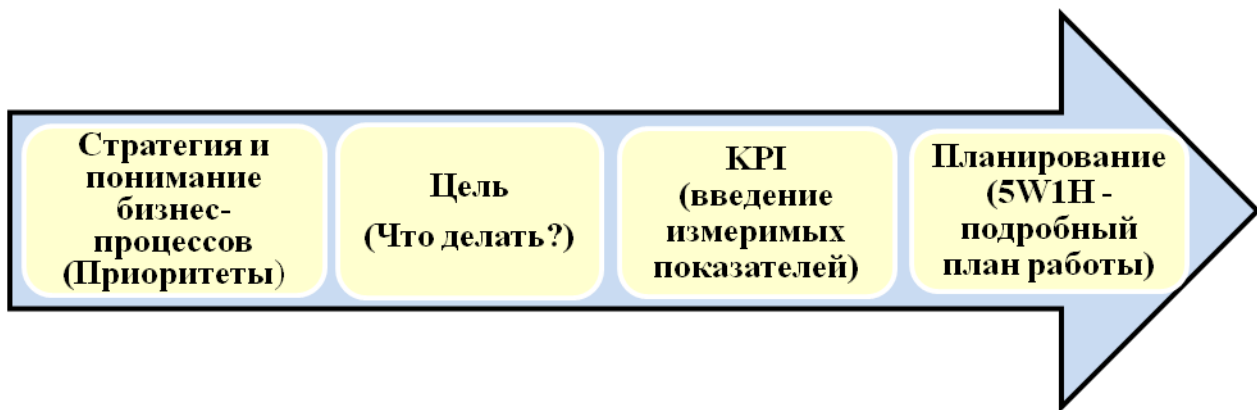 Стратегия и
понимание
бизнес-
процессов
(Приоритеты)
Цель
(Что делать?)
KPI
(введение
измеримых
показателей)
Планирование
(5W1H -
подробный
план работы)